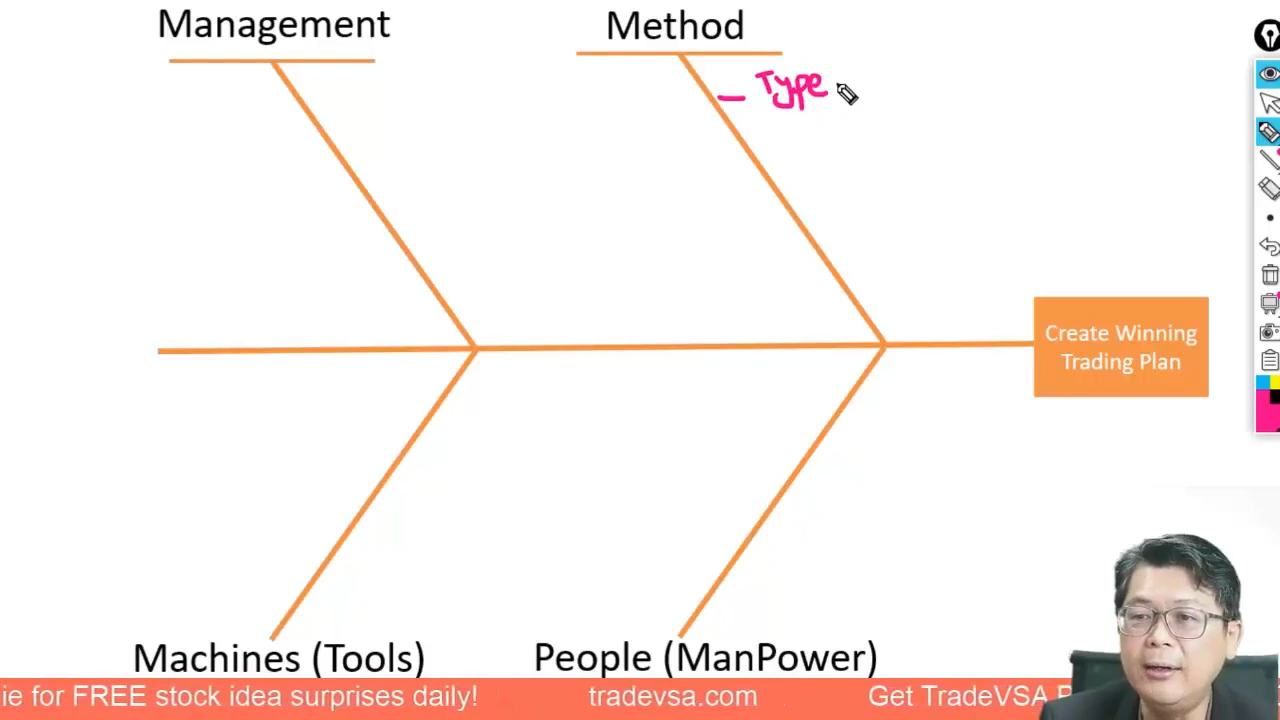 Management
Method
Type
Create Winning
Trading Plan
Machines (Tools)
People (ManPower)
ie for FREE stock idea surprises daily!
tradevsa.com
Get TradeVSA